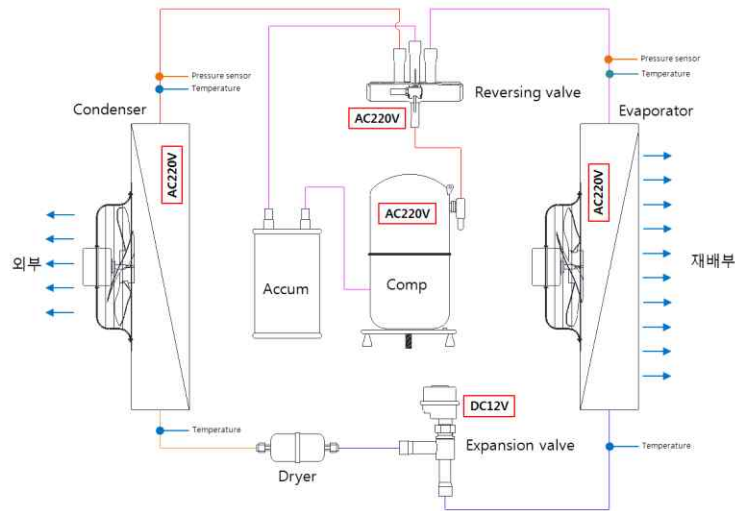 Pressure sensor
Temperature
Condenser
AC220V
외부
Reversing valve
AC220V
AC220V
Accum
Comp
Pressure sensor
Temperature
Evaporator
AC220V
재배부
Temperature
Dryer
DC12V
Expansion valve
Temperature